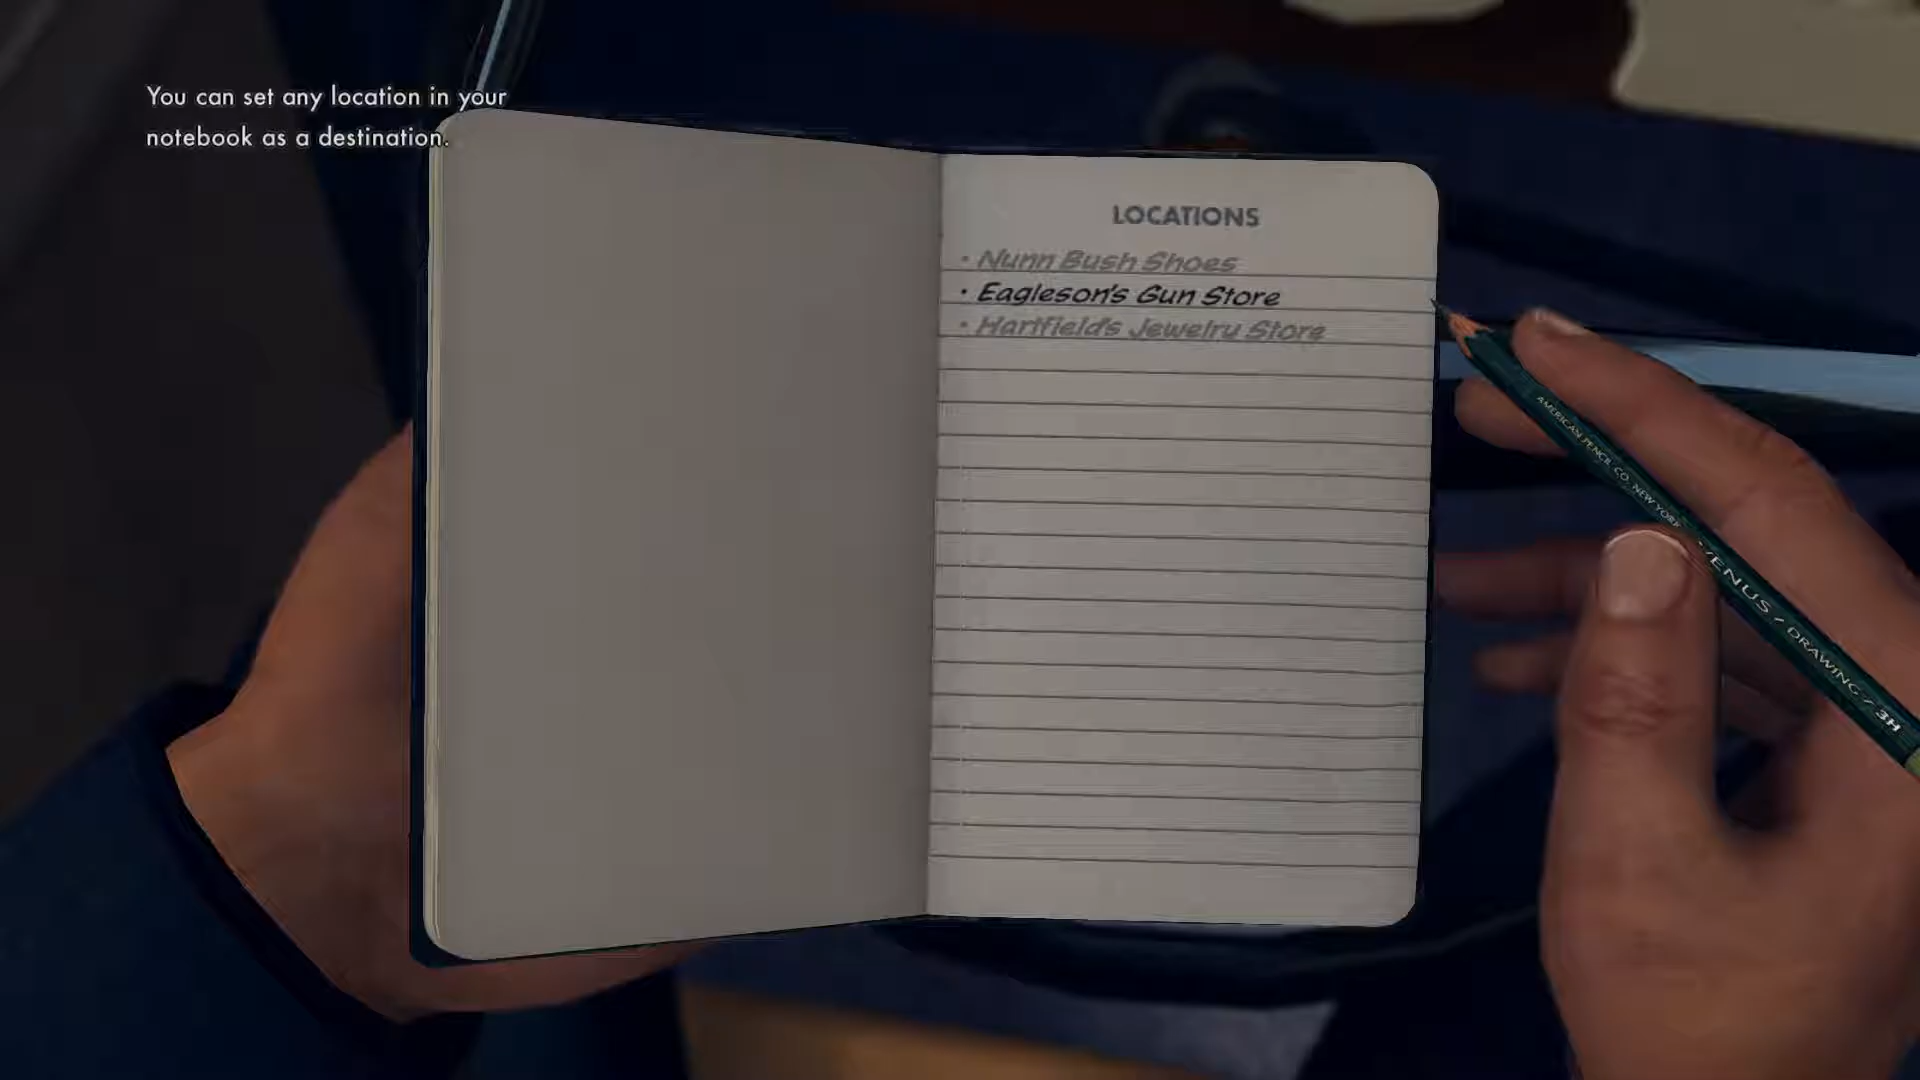 You can set any location in your
notebook as a destination.
LOCATIONS
• Nunn Bush Shoes
• Eagleson's Gun Store
• Hartfield's Jewelry Store
AMERICAN PENCIL CO. NEW YORK
VENUS / DRAWING / 3H